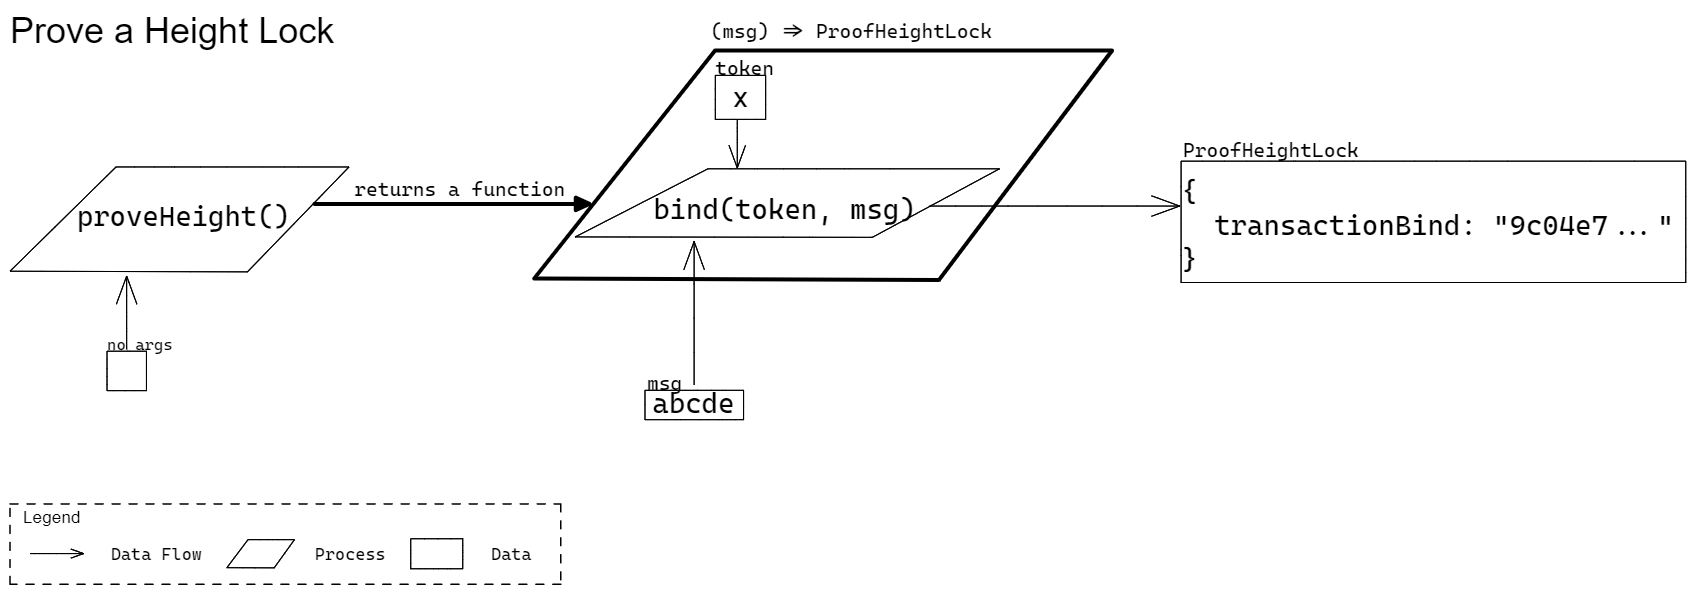 Prove a Height Lock
(msg) ⇒ ProofHeightLock
token
x
proveHeight()
returns a function
bind(token, msg)
ProofHeightLock
{
transactionBind: "9c04e7..."
}
no args
msg
abcde
Legend
Data Flow
Process
Data